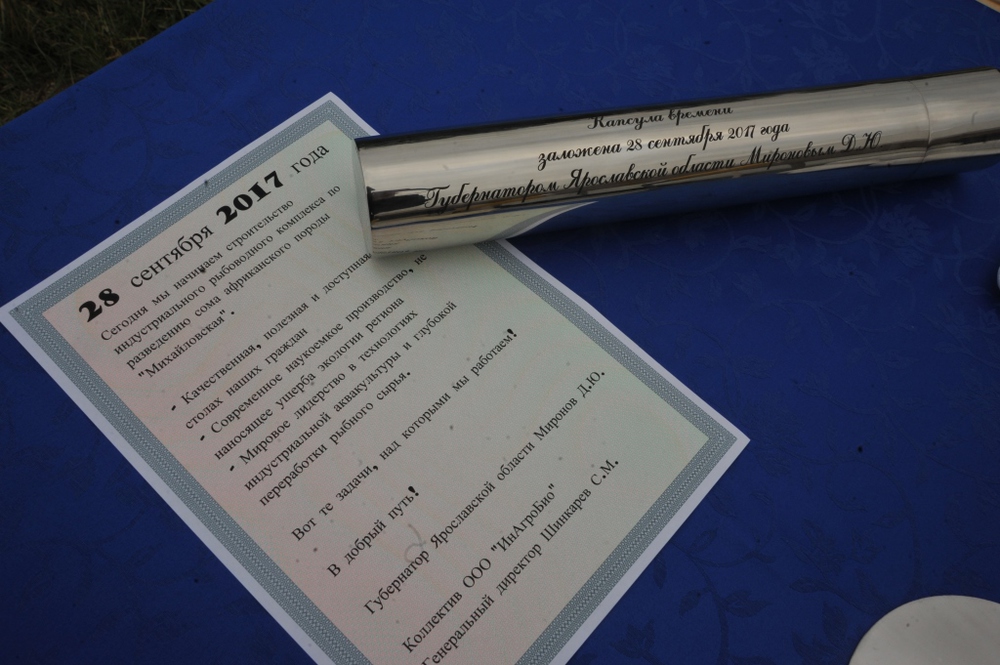 Капсула времени
заложена 28 сентября 2017 года
Губернатором Ярославской области Мироновым Д.Ю
28 сентября 2017 года
Сегодня мы начинаем строительство
индустриального рыбоводного комплекса по
разведению сома африканского породы
"Михайловская".
- Качественная, полезная и доступная
столах наших граждан
- Современное наукоемкое производство, не
наносящее ущерба экологии региона
- Мировое лидерство в технологиях
индустриальной аквакультуры и глубокой
переработки рыбного сырья.
Вот те задачи, над которыми мы работаем!
В добрый путь!
Губернатор Ярославской области Миронов Д.Ю.
Коллектив ООО "ИнАгроБио"
Генеральный директор Шинкарев С.М.